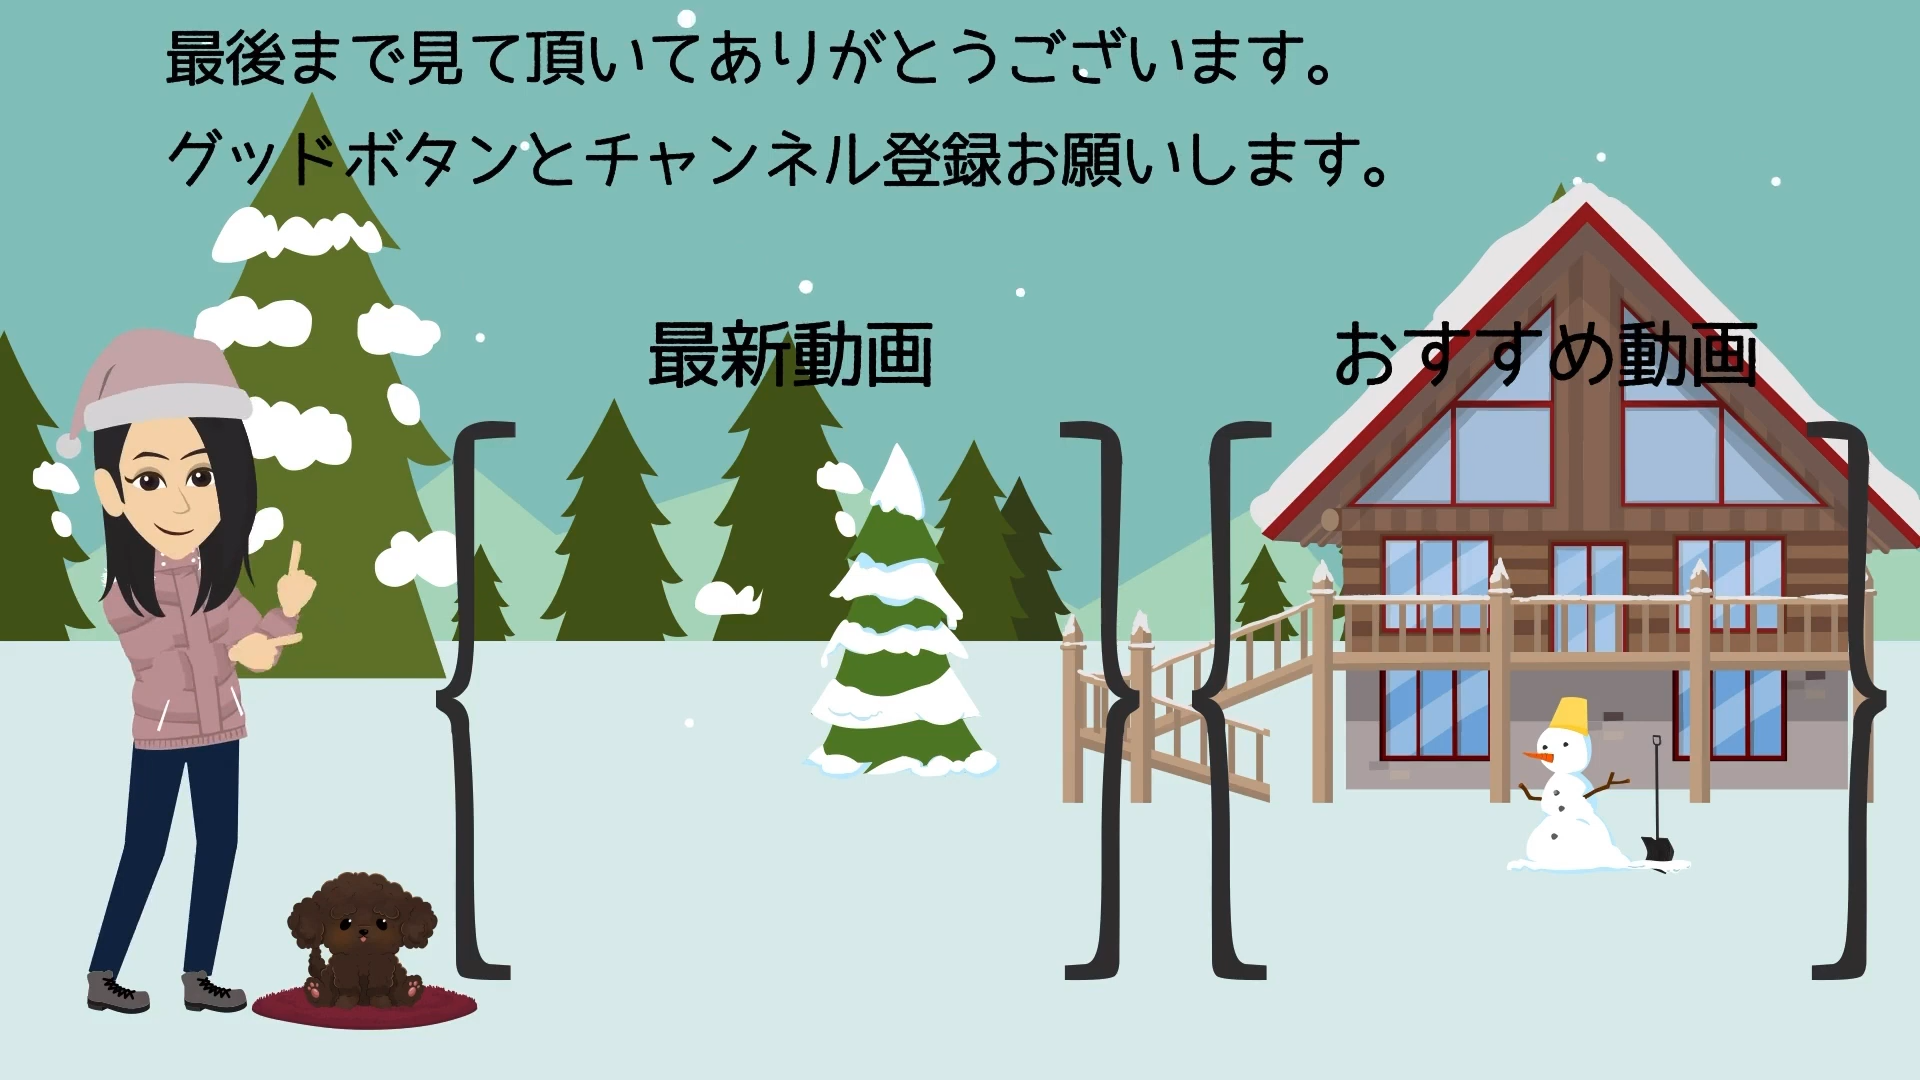 最後まで見て頂いてありがとうございます。
グッドボタンとチャンネル登録お願いします。
最新動画
おすすめ動画